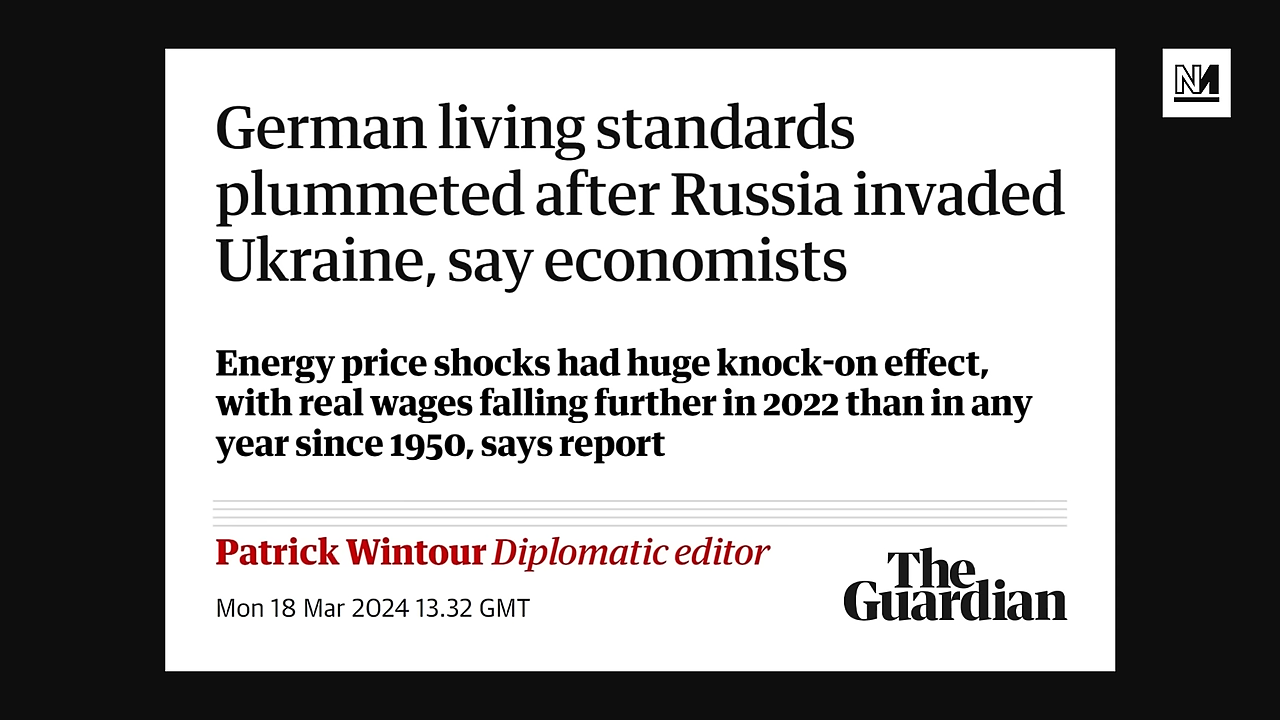 German living standards
plummeted after Russia invaded
Ukraine, say economists
Energy price shocks had huge knock-on effect,
with real wages falling further in 2022 than in any
year since 1950, says report
Patrick Wintour Diplomatic editor
Mon 18 Mar 2024 13.32 GMT
The
Guardian
NM